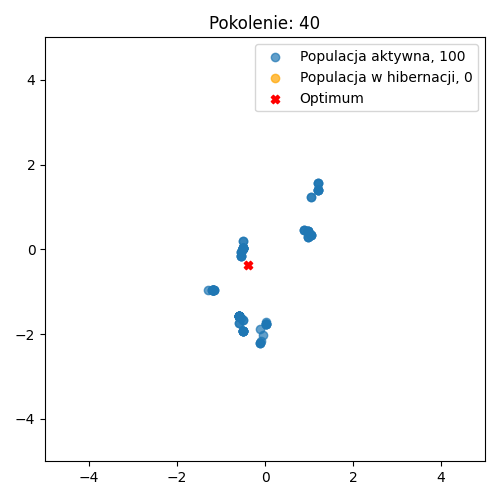 Pokolenie: 40
Populacja aktywna, 100
Populacja w hibernacji, 0
Optimum
4
2
0
−2
−4
−4 −2 0 2 4